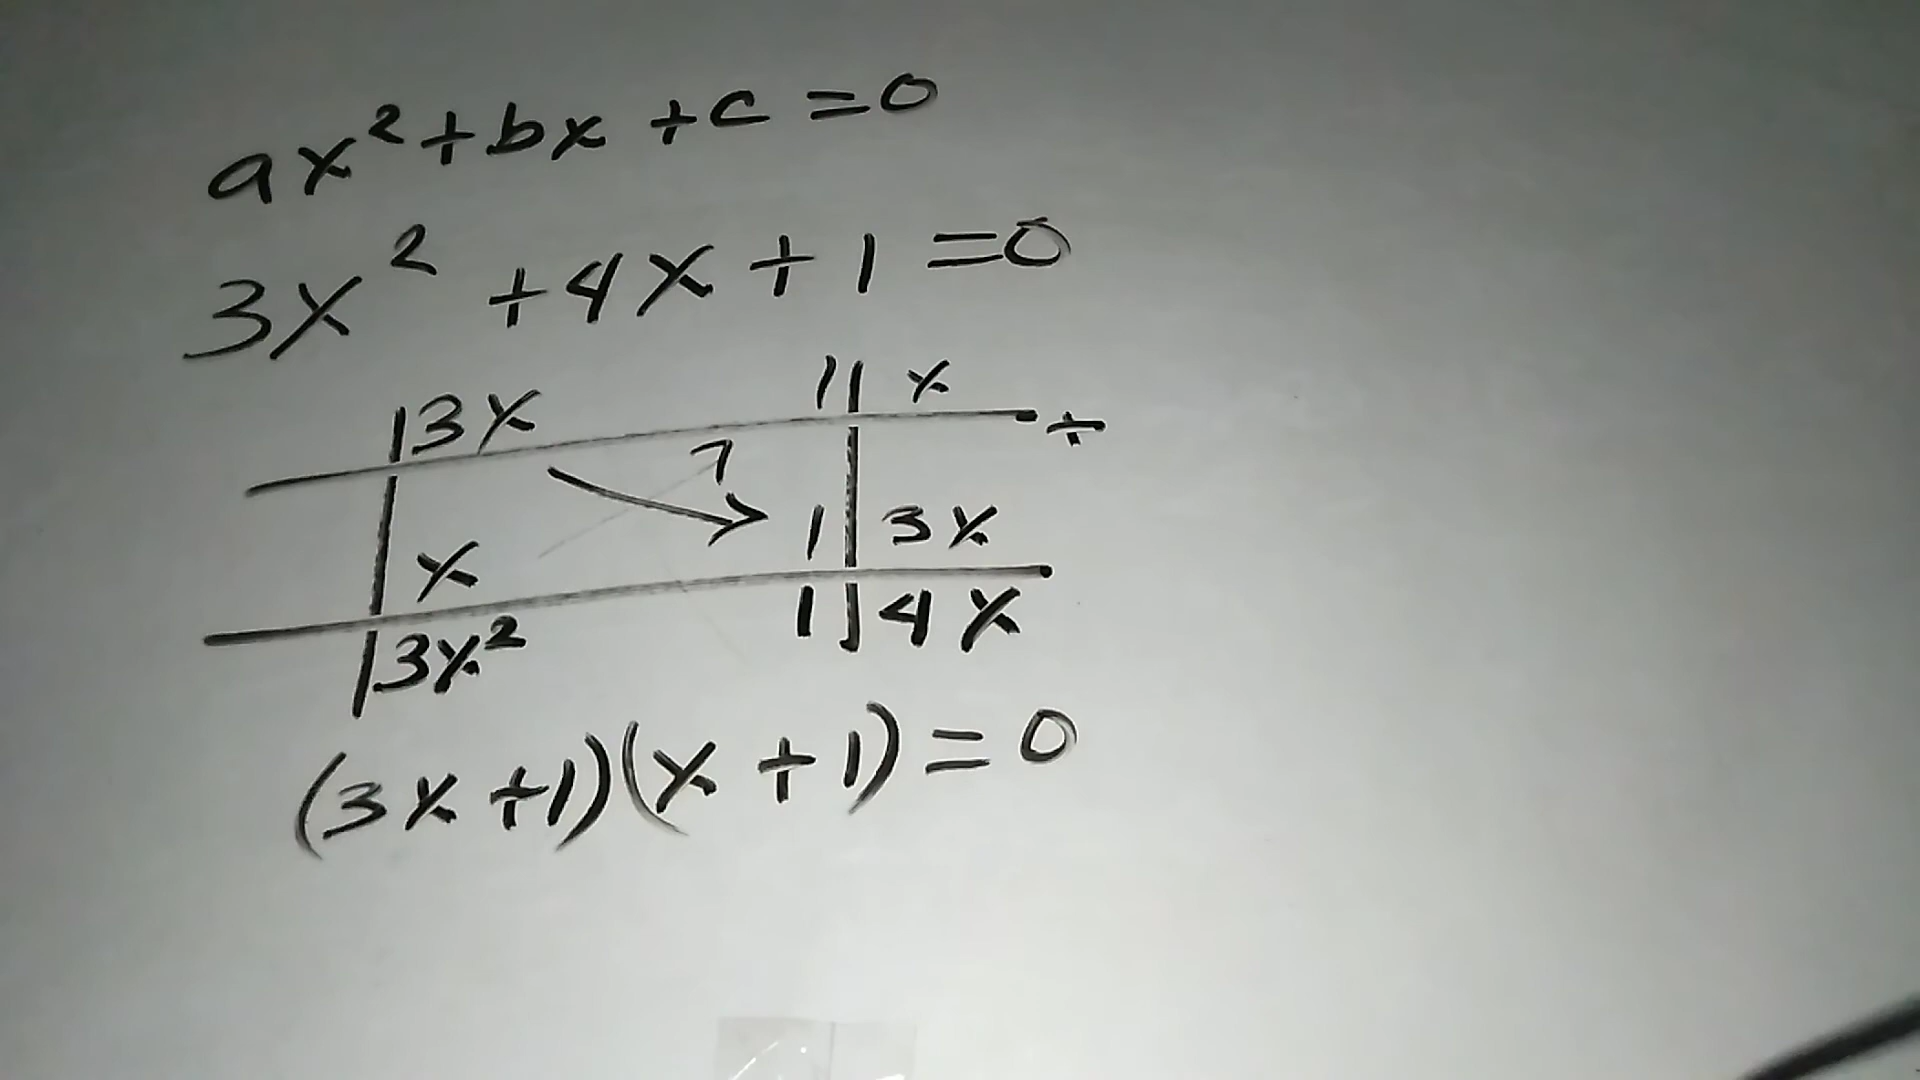 ax²+bx+c=0
3x²+4x+1=0
3x 1 x +
x 1 3x
3x² 1 4x
(3x+1)(x+1)=0